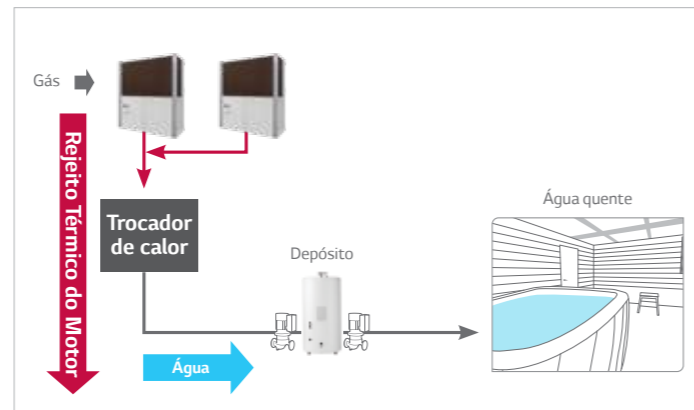 Gás
Rejeito Térmico do Motor
Trocador
de calor
Depósito
Água quente
Água